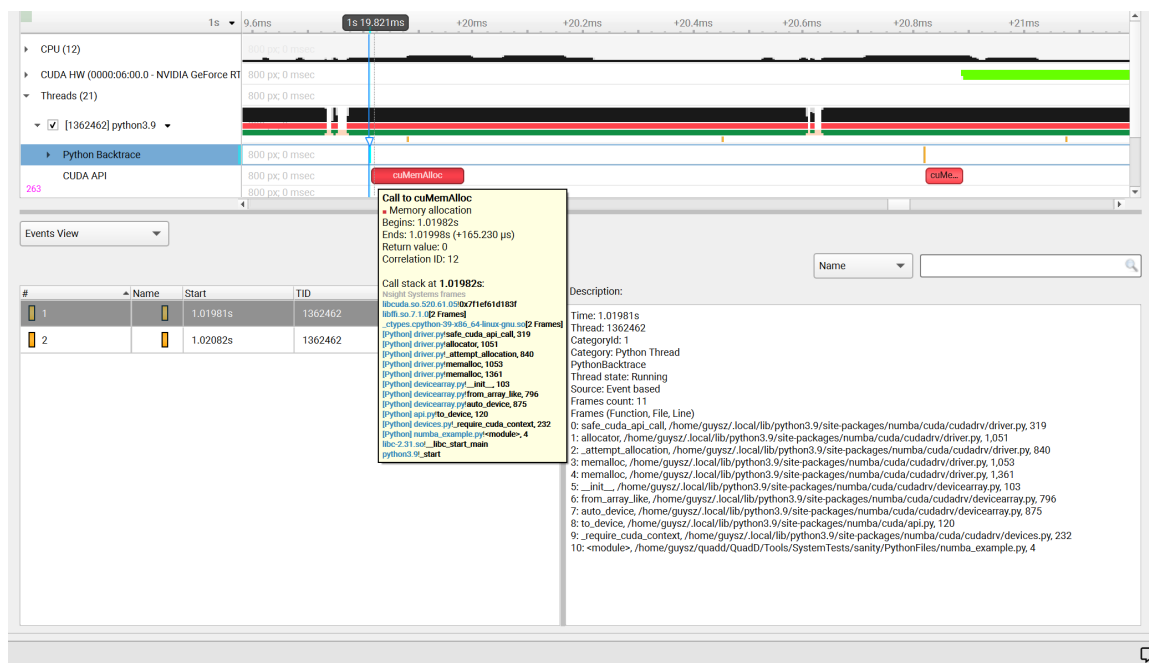 1s 9.6ms 1s 19.821ms +20ms +20.2ms +20.4ms +20.6ms +20.8ms +21ms
CPU (12) 800 px; 0 msec
CUDA HW (0000:06:00.0 - NVIDIA GeForce RT 800 px; 0 msec
Threads (21) 800 px; 0 msec
[1362462] python3.9
Python Backtrace 800 px; 0 msec
CUDA API 800 px; 0 msec cuMemAlloc cuMe...
263 800 px; 0 msec
Call to cuMemAlloc
Memory allocation
Begins: 1.01982s
Ends: 1.01998s (+165.230 µs)
Return value: 0
Correlation ID: 12
Call stack at 1.01982s:
Nsight Systems frames
libcuda.so.520.61.05!0x7f1ef61d183f
libffi.so.7.1.0[2 Frames]
_ctypes.cpython-39-x86_64-linux-gnu.so[2 Frames]
[Python] driver.py!safe_cuda_api_call, 319
[Python] driver.py!allocator, 1051
[Python] driver.py!_attempt_allocation, 840
[Python] driver.py!memalloc, 1053
[Python] driver.py!memalloc, 1361
[Python] devicearray.py!__init__, 103
[Python] devicearray.py!from_array_like, 796
[Python] devicearray.py!auto_device, 875
[Python] api.py!to_device, 120
[Python] devices.py!_require_cuda_context, 232
[Python] numba_example.py!<module>, 4
libc-2.31.so!__libc_start_main
python3.9!_start
Events View
Name
# Name Start TID
1 1.01981s 1362462
2 1.02082s 1362462
Description:
Time: 1.01981s
Thread: 1362462
CategoryId: 1
Category: Python Thread
PythonBacktrace
Thread state: Running
Source: Event based
Frames count: 11
Frames (Function, File, Line)
0: safe_cuda_api_call, /home/guysz/.local/lib/python3.9/site-packages/numba/cuda/cudadrv/driver.py, 319
1: allocator, /home/guysz/.local/lib/python3.9/site-packages/numba/cuda/cudadrv/driver.py, 1,051
2: _attempt_allocation, /home/guysz/.local/lib/python3.9/site-packages/numba/cuda/cudadrv/driver.py, 840
3: memalloc, /home/guysz/.local/lib/python3.9/site-packages/numba/cuda/cudadrv/driver.py, 1,053
4: memalloc, /home/guysz/.local/lib/python3.9/site-packages/numba/cuda/cudadrv/driver.py, 1,361
5: __init__, /home/guysz/.local/lib/python3.9/site-packages/numba/cuda/cudadrv/devicearray.py, 103
6: from_array_like, /home/guysz/.local/lib/python3.9/site-packages/numba/cuda/cudadrv/devicearray.py, 796
7: auto_device, /home/guysz/.local/lib/python3.9/site-packages/numba/cuda/cudadrv/devicearray.py, 875
8: to_device, /home/guysz/.local/lib/python3.9/site-packages/numba/cuda/api.py, 120
9: _require_cuda_context, /home/guysz/.local/lib/python3.9/site-packages/numba/cuda/cudadrv/devices.py, 232
10: <module>, /home/guysz/quadd/QuadD/Tools/SystemTests/sanity/PythonFiles/numba_example.py, 4